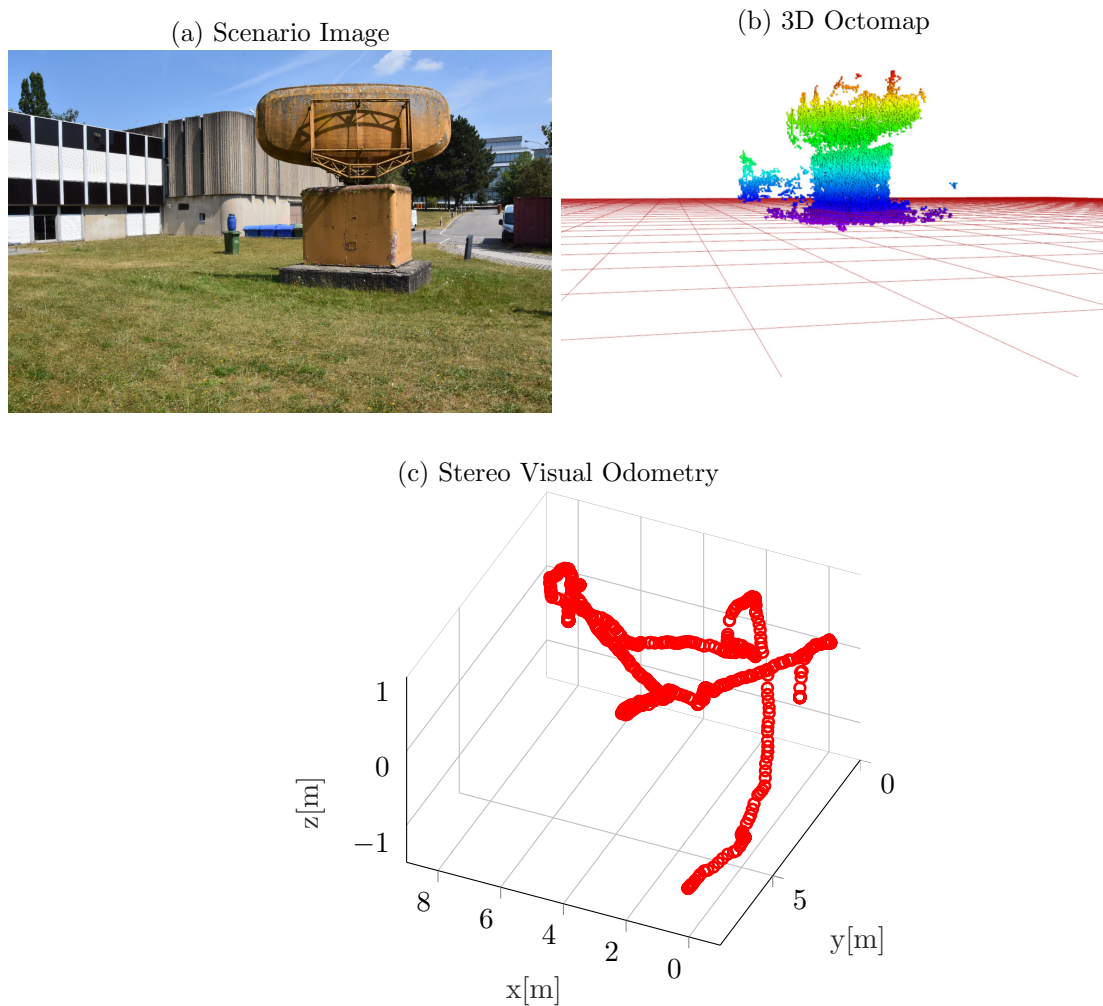 (a) Scenario Image
(b) 3D Octomap
(c) Stereo Visual Odometry
1
0
−1
z[m]
8
6
4
2
0
x[m]
0
5
y[m]